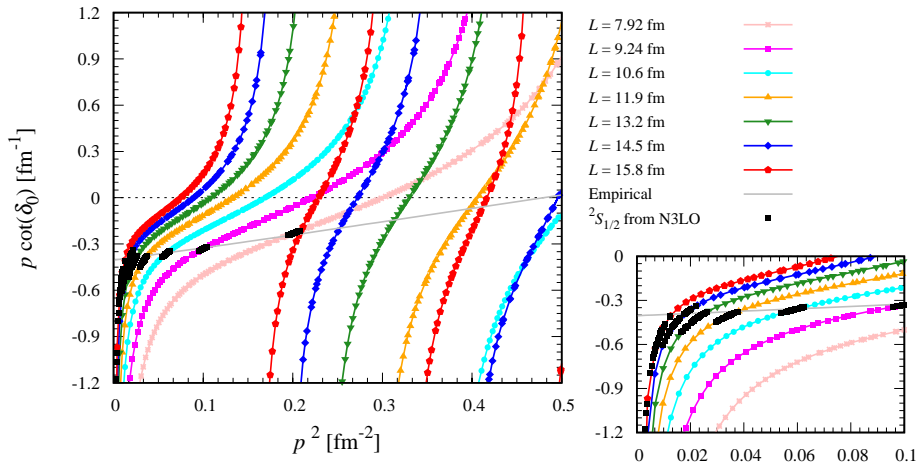 p cot(δ₀) [fm⁻¹]
1.2
0.9
0.6
0.3
0
-0.3
-0.6
-0.9
-1.2
0 0.1 0.2 0.3 0.4 0.5
p ² [fm⁻²]
L = 7.92 fm
L = 9.24 fm
L = 10.6 fm
L = 11.9 fm
L = 13.2 fm
L = 14.5 fm
L = 15.8 fm
Empirical
²S₁/₂ from N3LO
0
-0.3
-0.6
-0.9
-1.2
0 0.02 0.04 0.06 0.08 0.1